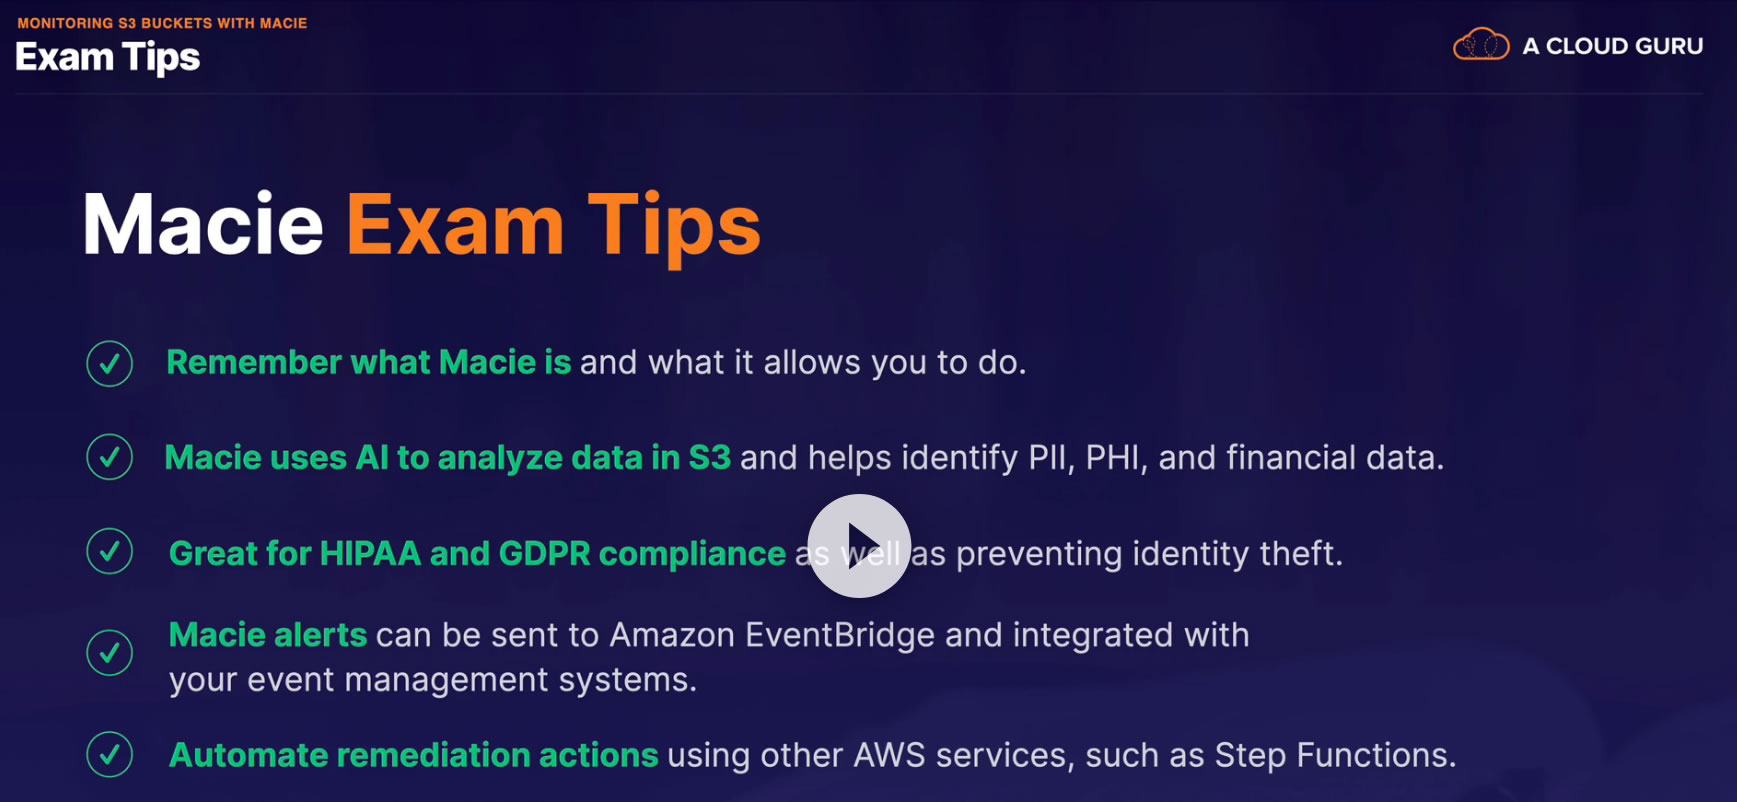 MONITORING S3 BUCKETS WITH MACIE
Exam Tips
A CLOUD GURU
Macie Exam Tips
Remember what Macie is and what it allows you to do.
Macie uses AI to analyze data in S3 and helps identify PII, PHI, and financial data.
Great for HIPAA and GDPR compliance as well as preventing identity theft.
Macie alerts can be sent to Amazon EventBridge and integrated with
your event management systems.
Automate remediation actions using other AWS services, such as Step Functions.